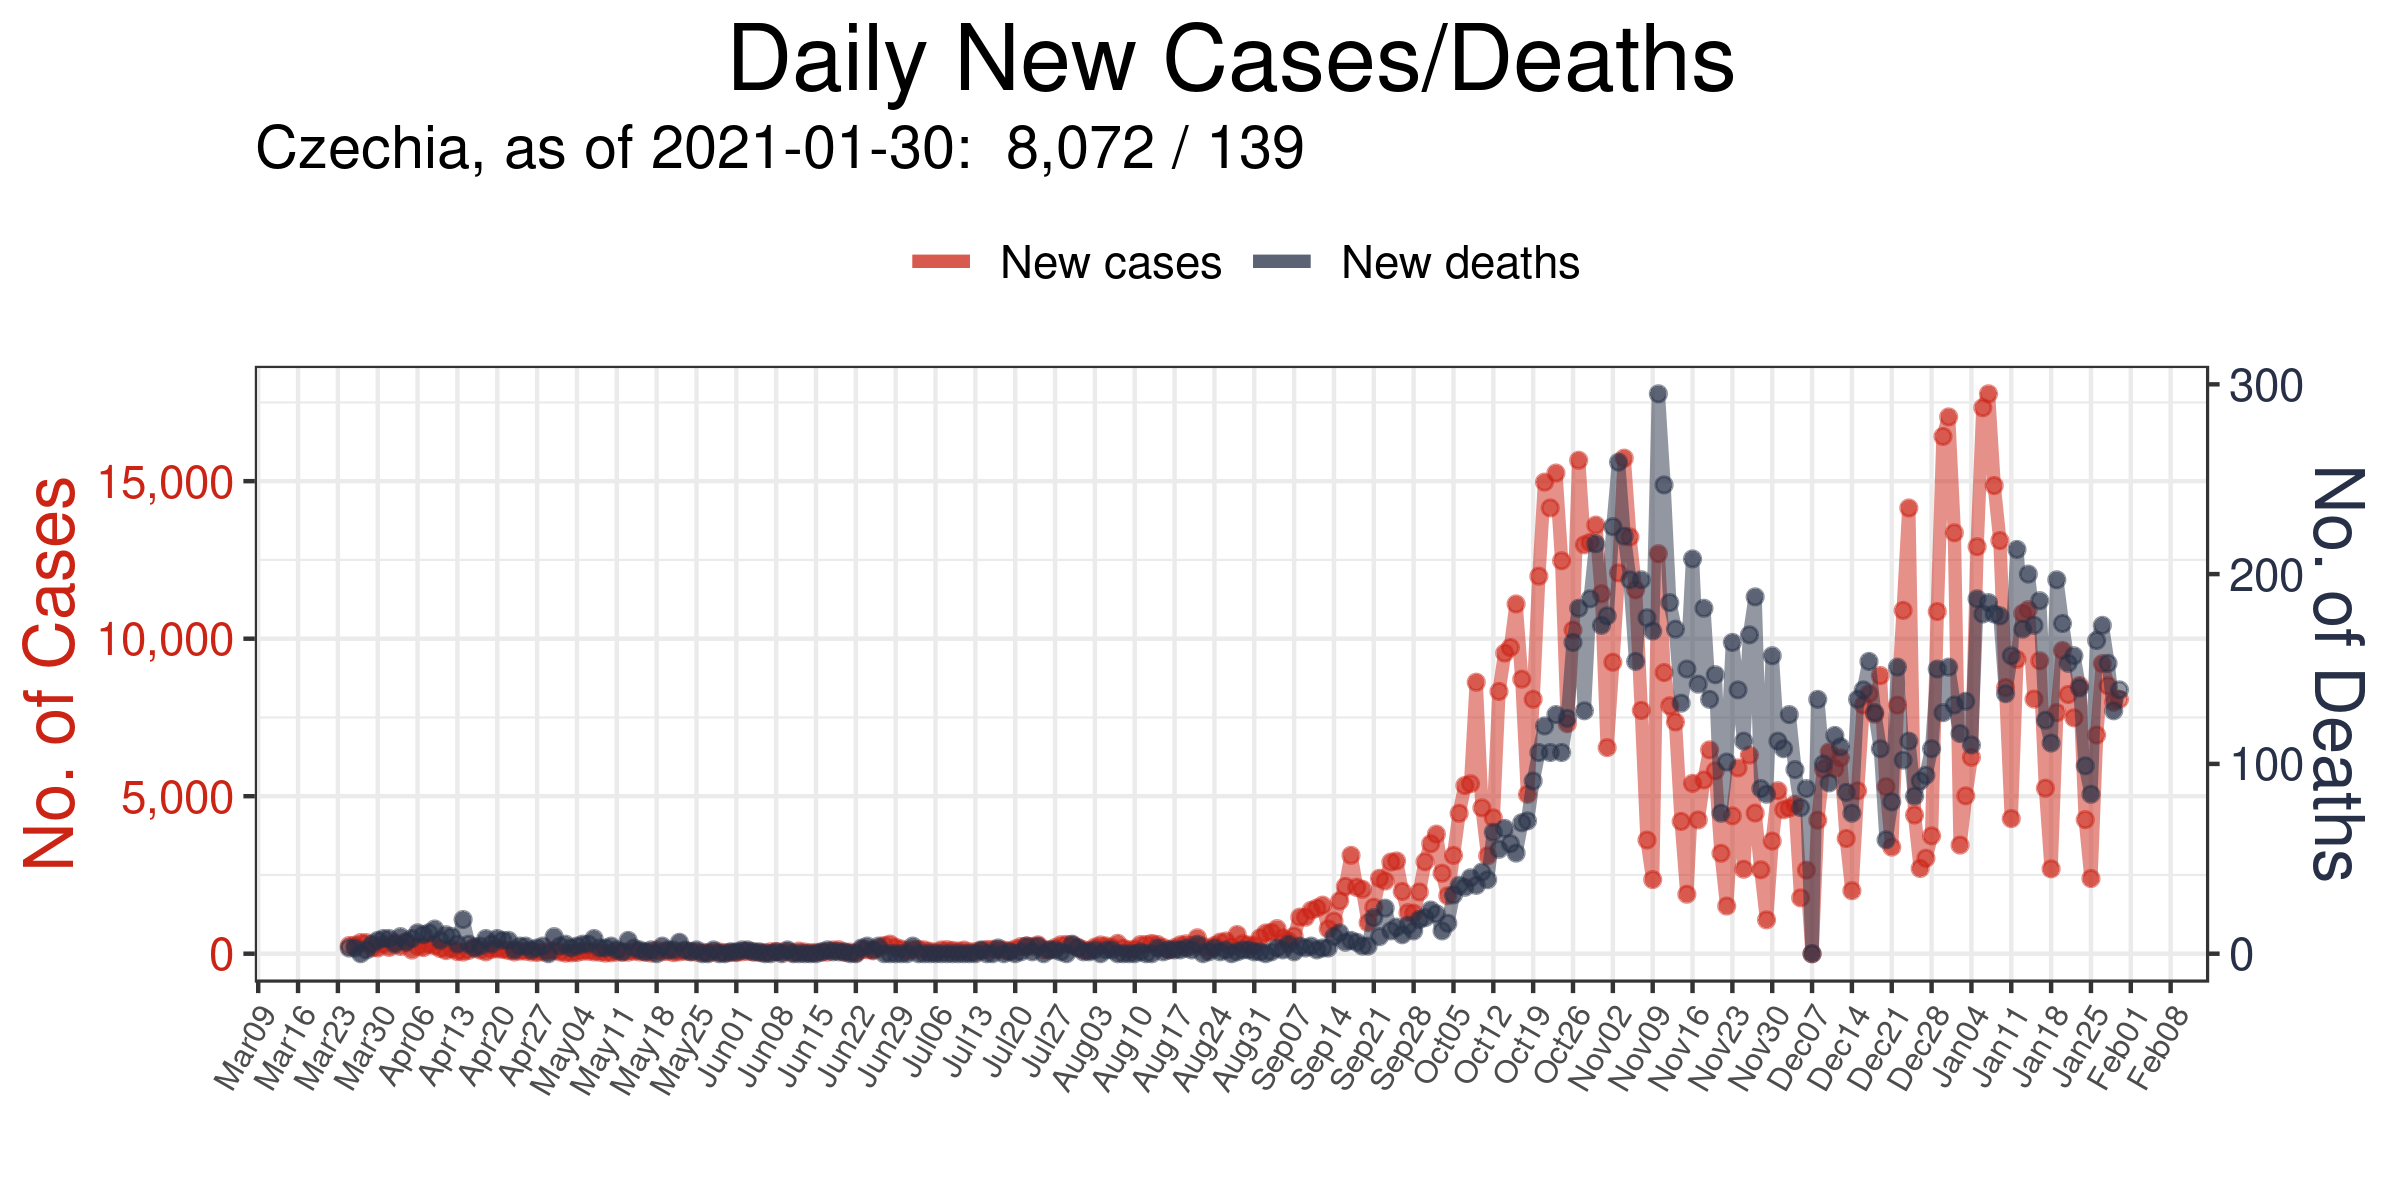 Daily New Cases/Deaths
Czechia, as of 2021-01-30:  8,072 / 139
New cases
New deaths
No. of Cases
15,000
10,000
5,000
0
300
200
100
0
No. of Deaths
Mar09
Mar16
Mar23
Mar30
Apr06
Apr13
Apr20
Apr27
May04
May11
May18
May25
Jun01
Jun08
Jun15
Jun22
Jun29
Jul06
Jul13
Jul20
Jul27
Aug03
Aug10
Aug17
Aug24
Aug31
Sep07
Sep14
Sep21
Sep28
Oct05
Oct12
Oct19
Oct26
Nov02
Nov09
Nov16
Nov23
Nov30
Dec07
Dec14
Dec21
Dec28
Jan04
Jan11
Jan18
Jan25
Feb01
Feb08